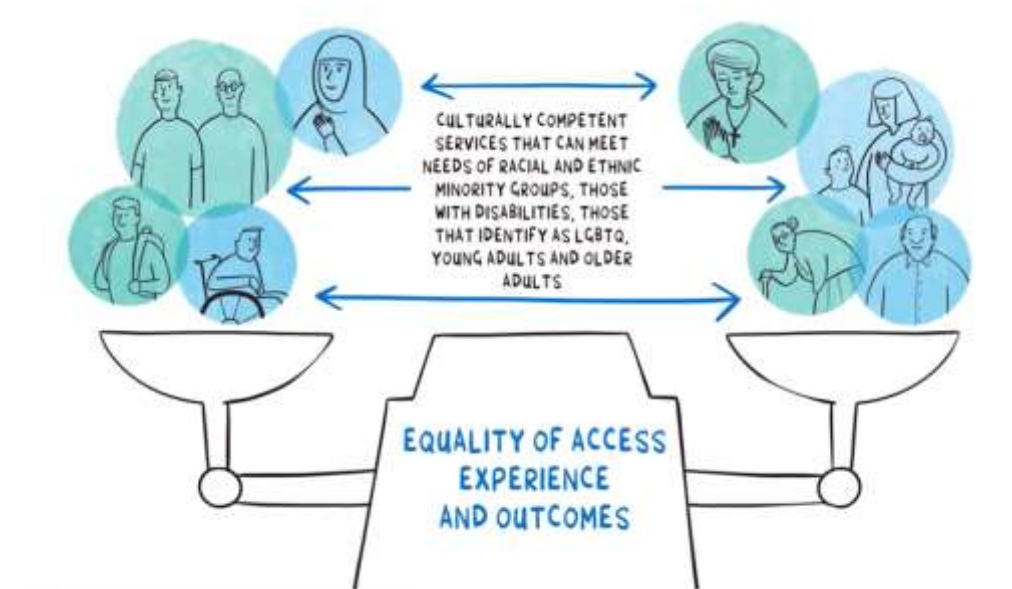 CULTURALLY COMPETENT
SERVICES THAT CAN MEET
NEEDS OF RACIAL AND ETHNIC
MINORITY GROUPS, THOSE
WITH DISABILITIES, THOSE
THAT IDENTIFY AS LGBTQ,
YOUNG ADULTS AND OLDER
ADULTS
EQUALITY OF ACCESS
EXPERIENCE
AND OUTCOMES